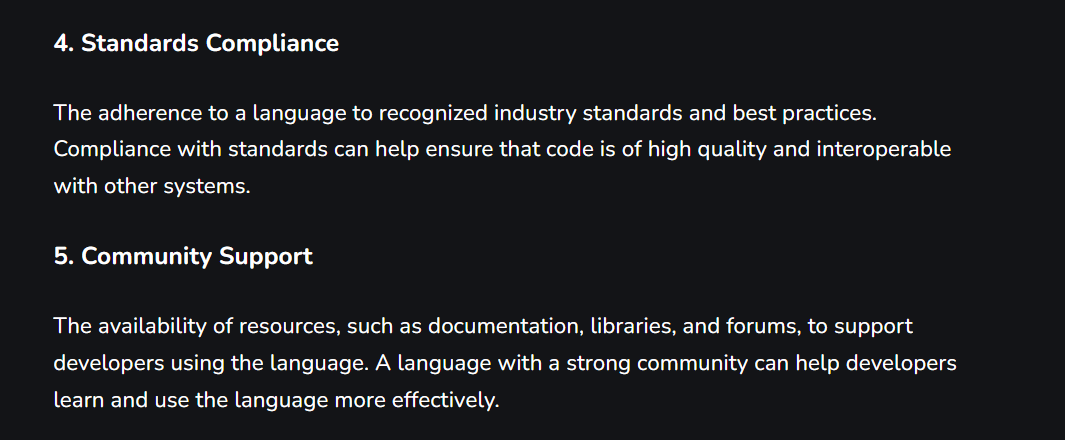 4. Standards Compliance
The adherence to a language to recognized industry standards and best practices.
Compliance with standards can help ensure that code is of high quality and interoperable
with other systems.
5. Community Support
The availability of resources, such as documentation, libraries, and forums, to support
developers using the language. A language with a strong community can help developers
learn and use the language more effectively.